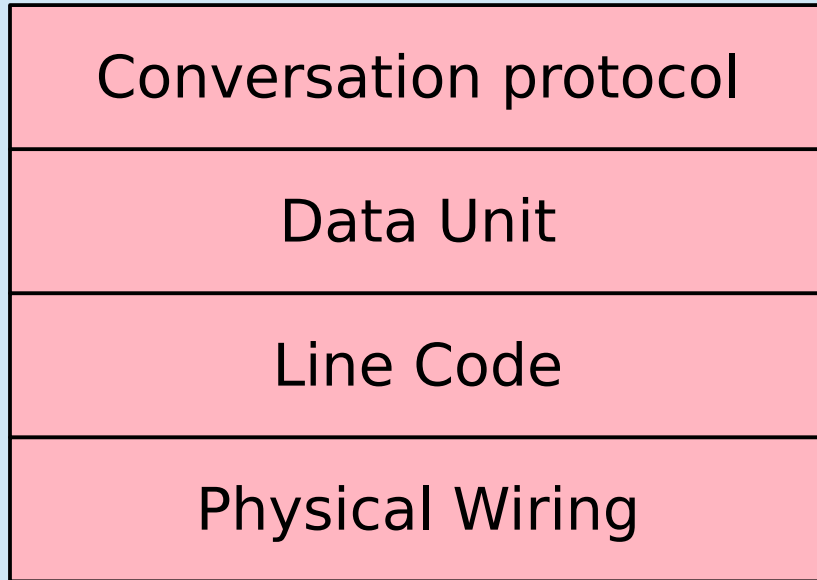 Conversation protocol
Data Unit
Line Code
Physical Wiring